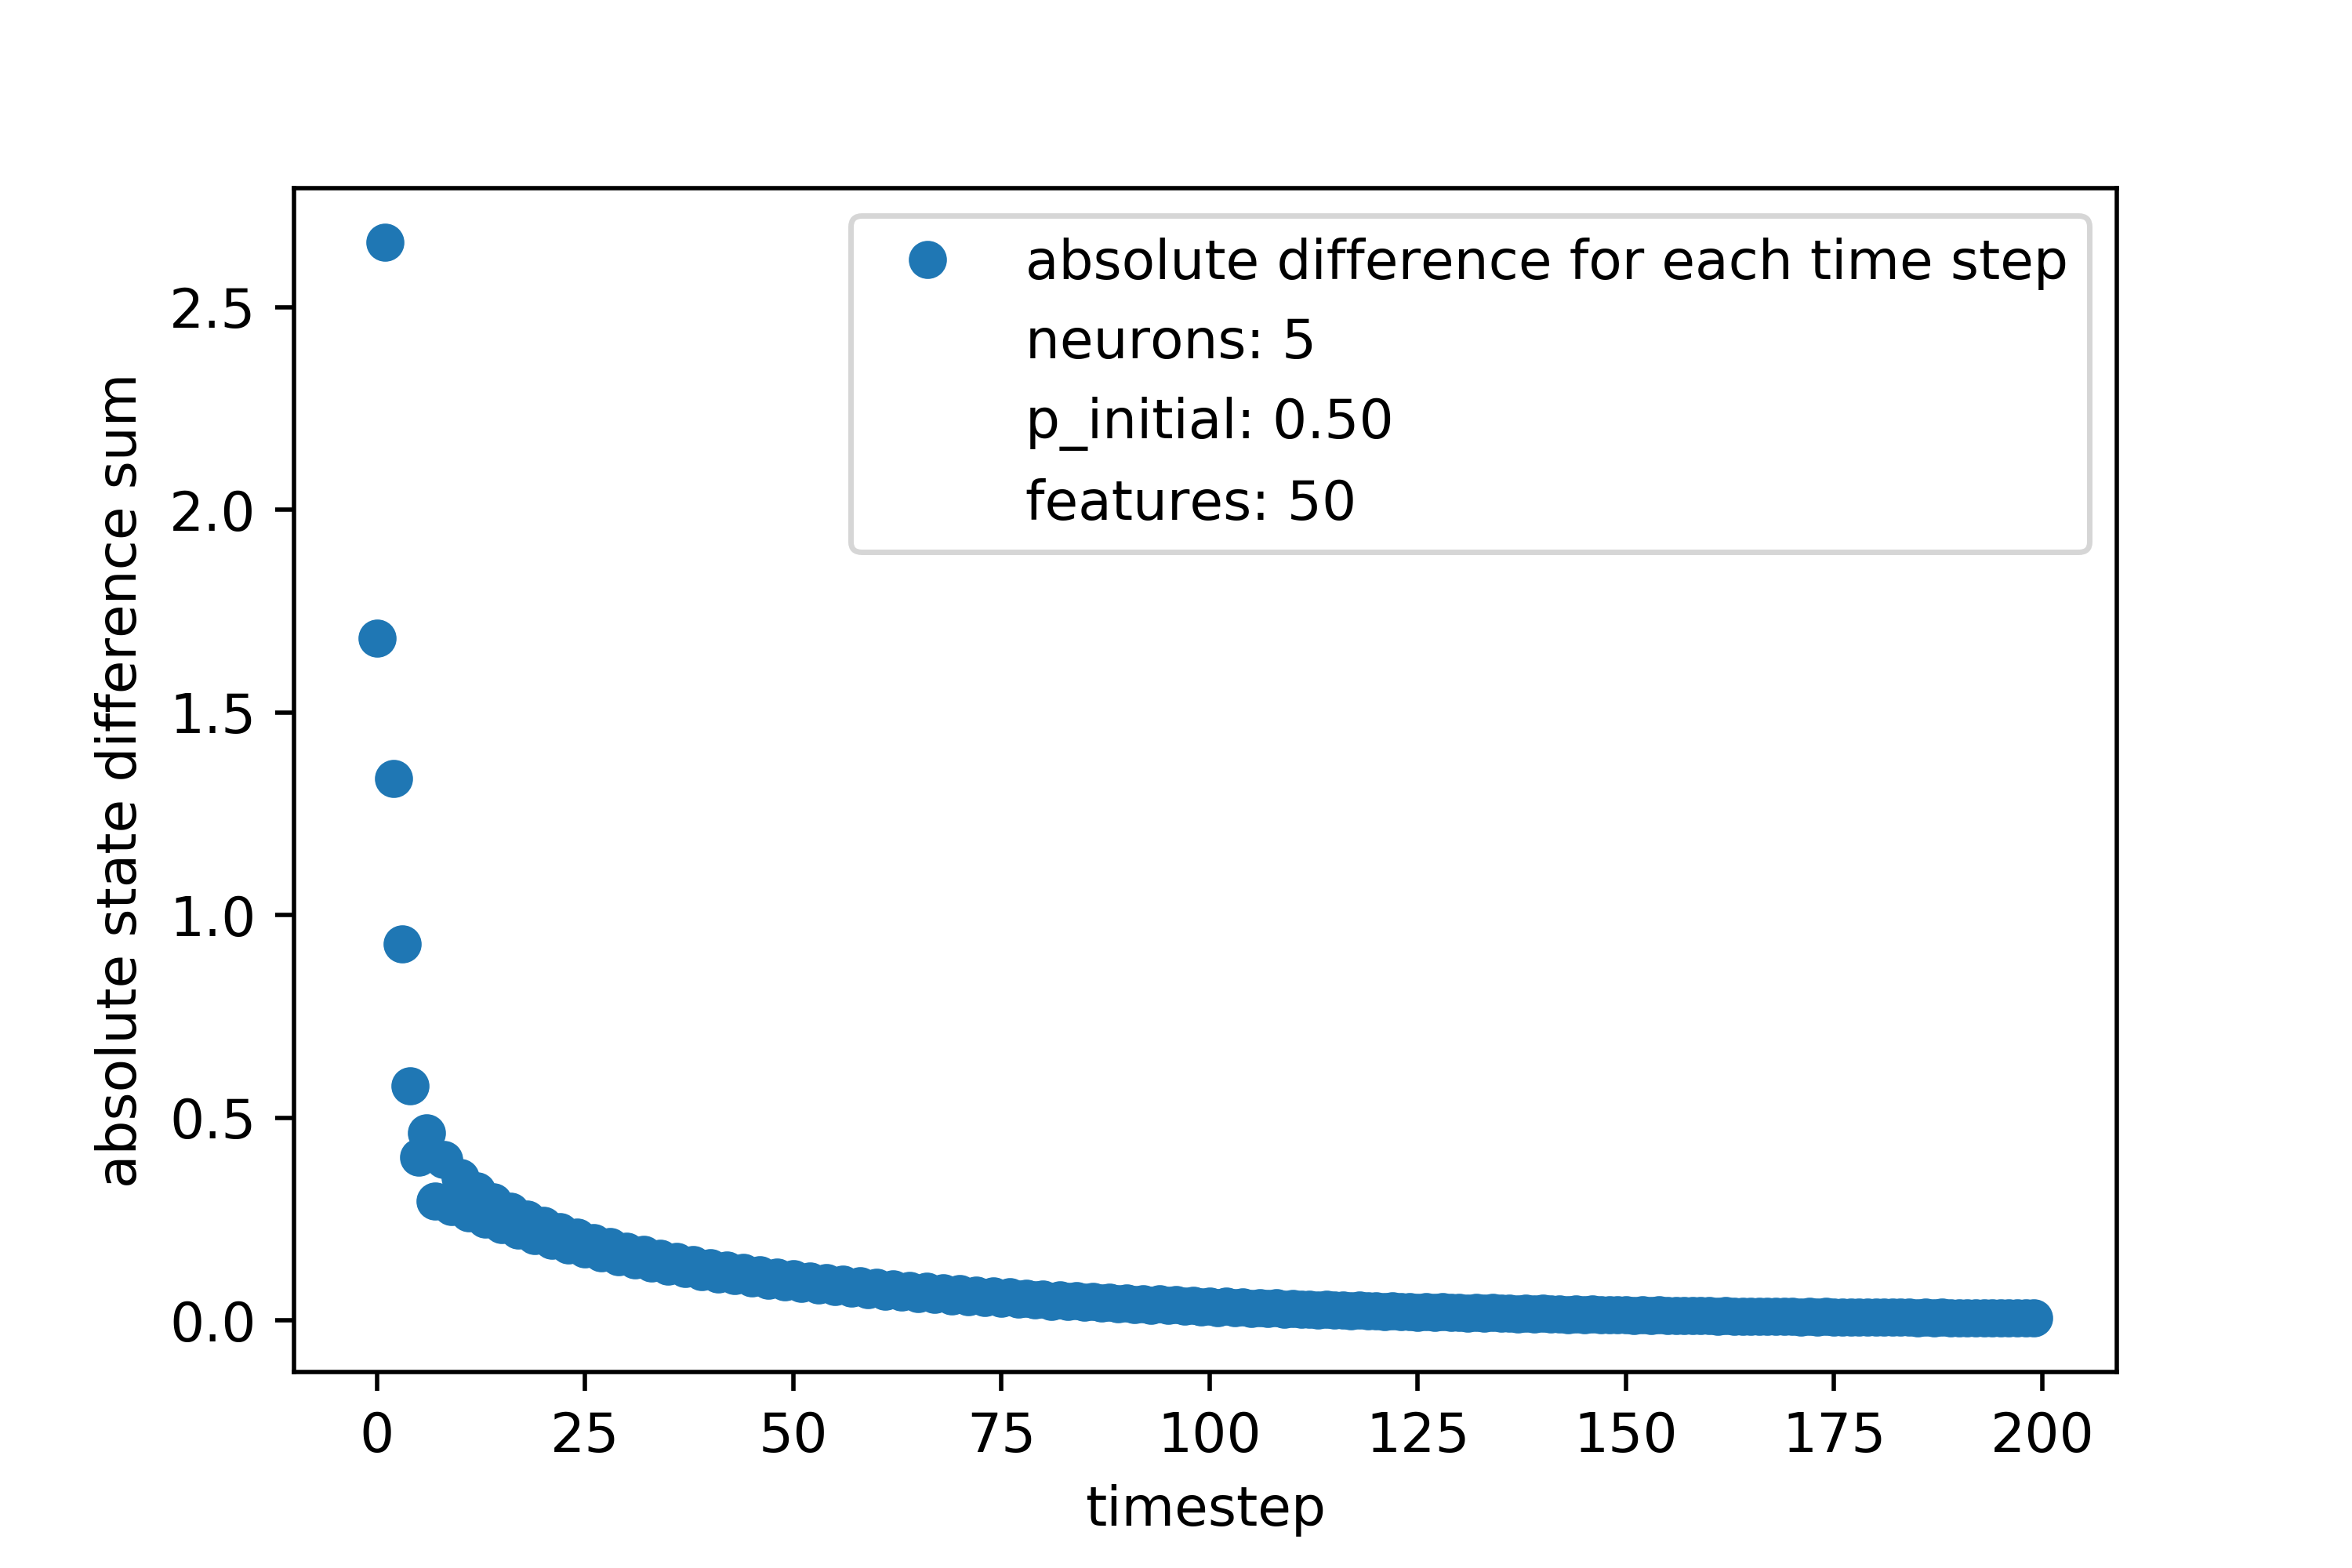 absolute difference for each time step
neurons: 5
p_initial: 0.50
features: 50
absolute state difference sum
2.5
2.0
1.5
1.0
0.5
0.0
0 25 50 75 100 125 150 175 200
timestep